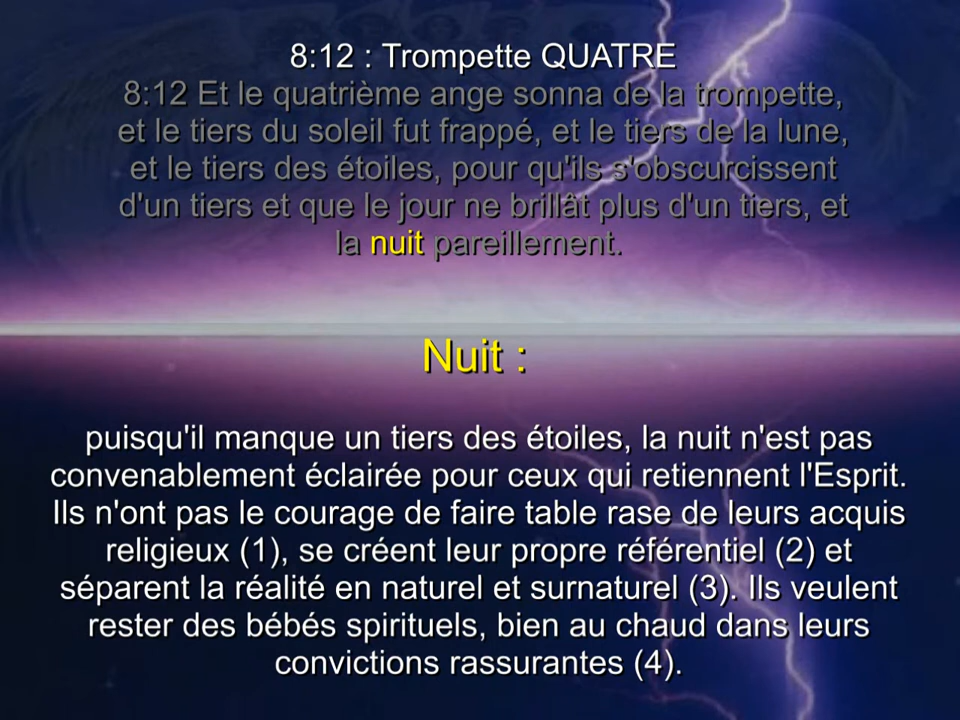 8:12 : Trompette QUATRE
8:12 Et le quatrième ange sonna de la trompette,
et le tiers du soleil fut frappé, et le tiers de la lune,
et le tiers des étoiles, pour qu'ils s'obscurcissent
d'un tiers et que le jour ne brillât plus d'un tiers, et
la nuit pareillement.
Nuit :
puisqu'il manque un tiers des étoiles, la nuit n'est pas
convenablement éclairée pour ceux qui retiennent l'Esprit.
Ils n'ont pas le courage de faire table rase de leurs acquis
religieux (1), se créent leur propre référentiel (2) et
séparent la réalité en naturel et surnaturel (3). Ils veulent
rester des bébés spirituels, bien au chaud dans leurs
convictions rassurantes (4).